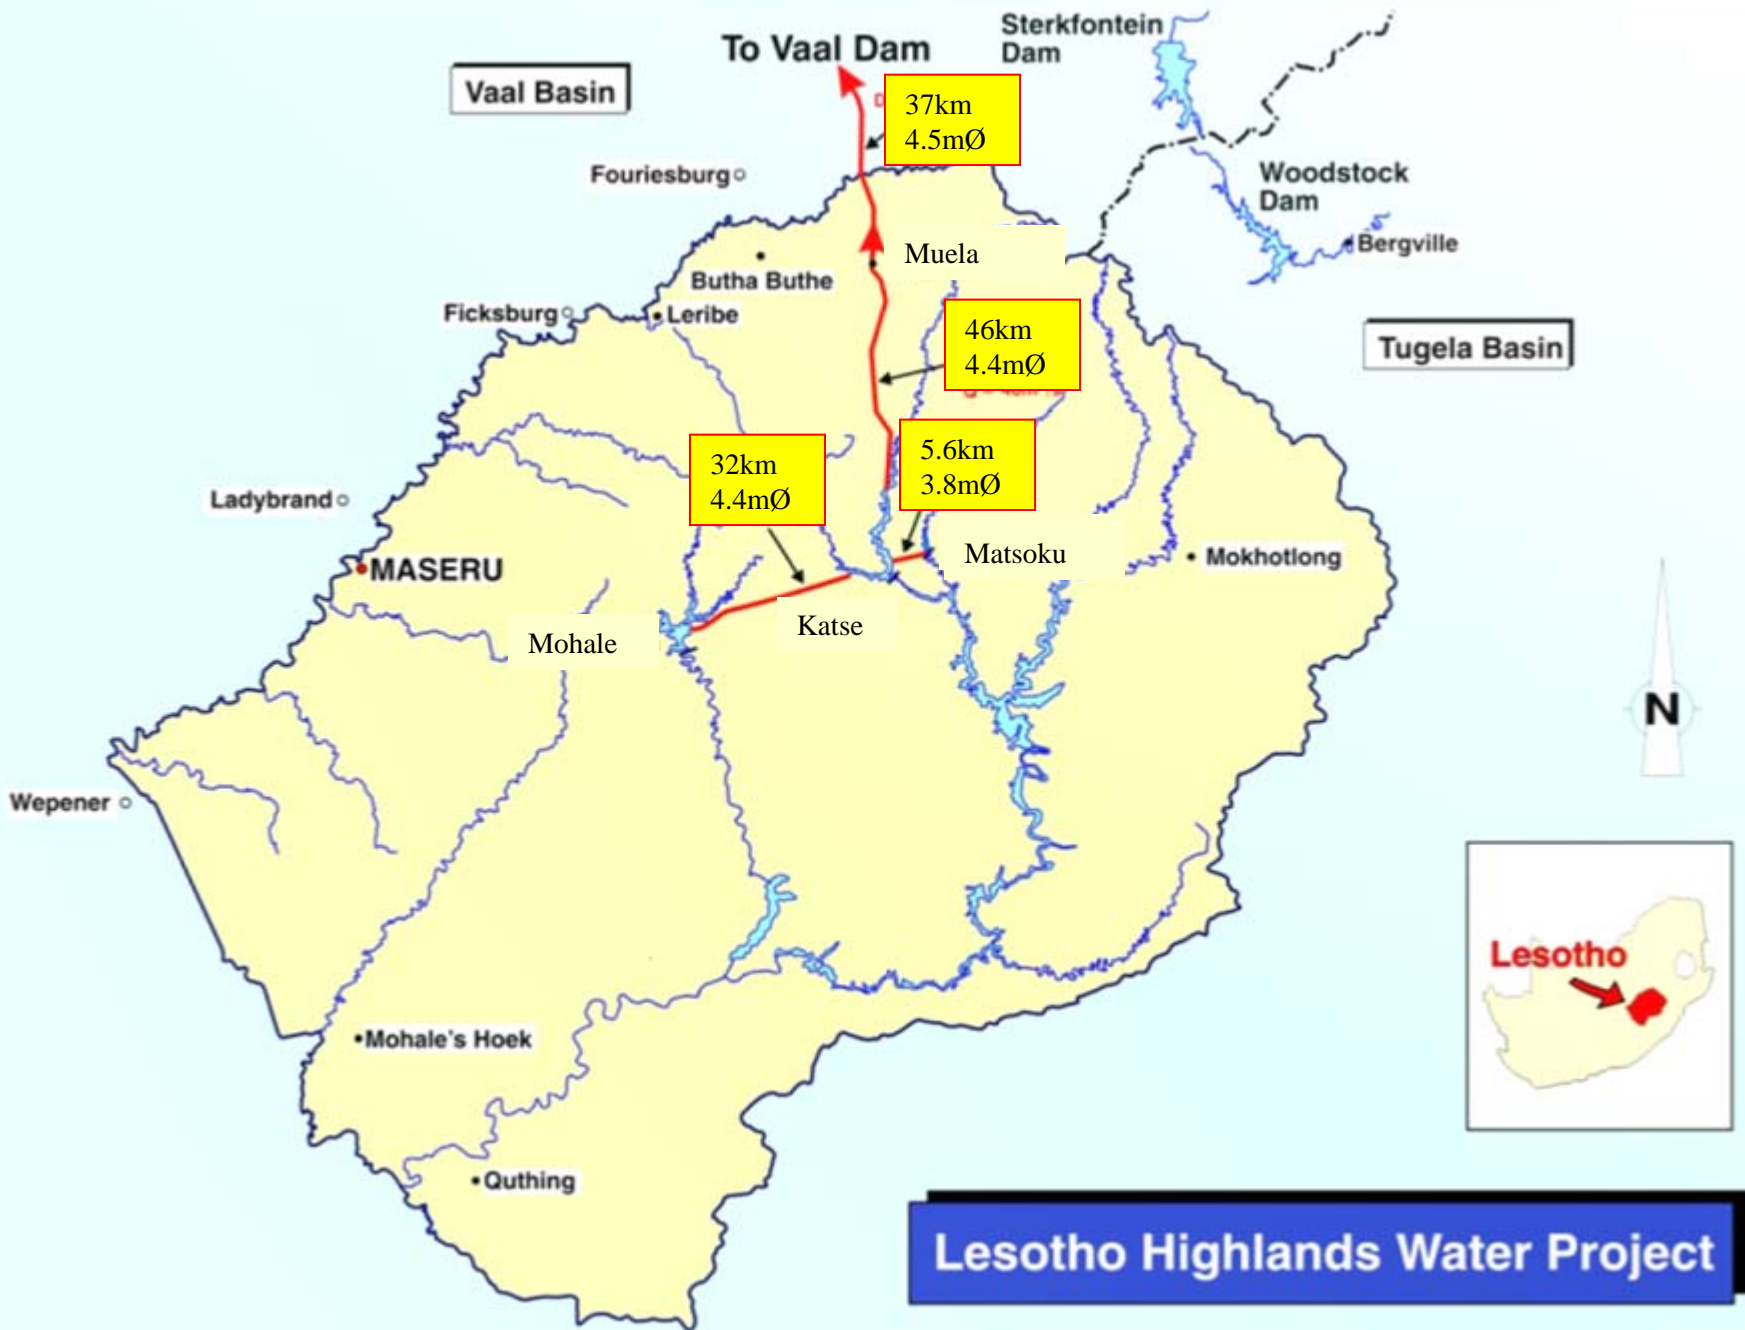 Sterkfontein
Dam
To Vaal Dam
Vaal Basin
37km
4.5mØ
Fouriesburg
Woodstock
Dam
Bergville
Muela
Butha Buthe
Ficksburg
Leribe
46km
4.4mØ
Tugela Basin
32km
4.4mØ
5.6km
3.8mØ
Ladybrand
Matsoku
Mokhotlong
MASERU
Katse
Mohale
N
Wepener
Lesotho
Mohale's Hoek
Quthing
Lesotho Highlands Water Project